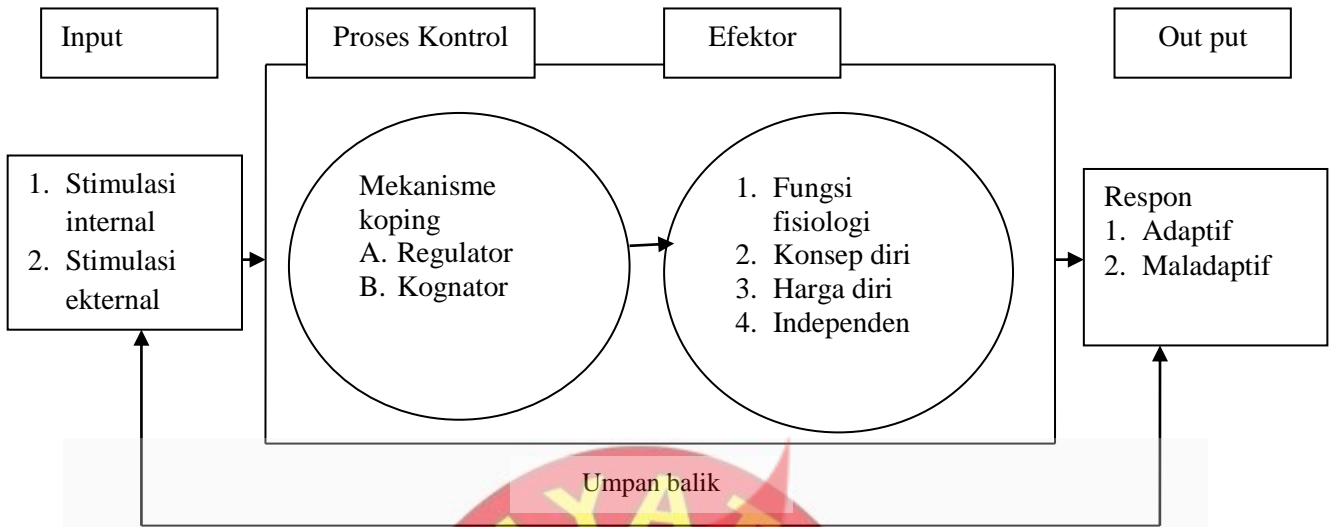 Input
Proses Kontrol
Efektor
Out put
1. Stimulasi
internal
2. Stimulasi
ekternal
Mekanisme
koping
A. Regulator
B. Kognator
1. Fungsi
fisiologi
2. Konsep diri
3. Harga diri
4. Independen
Respon
1. Adaptif
2. Maladaptif
Umpan balik